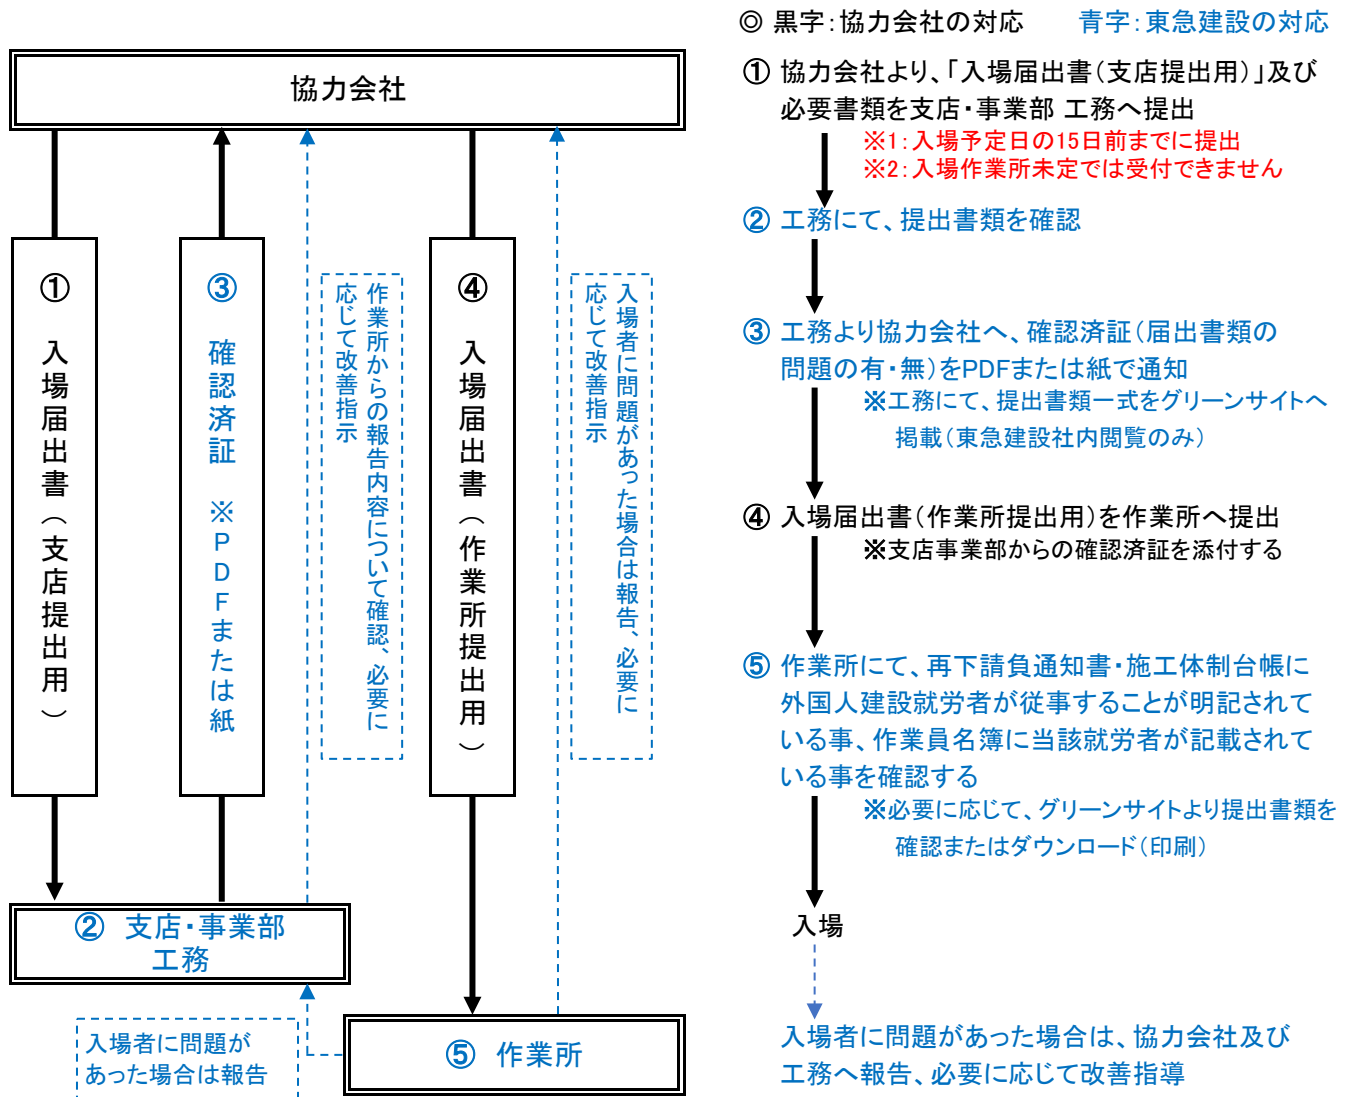 協力会社
① 入場届出書（支店提出用）
③ 確認済証 ※PDFまたは紙
作業所からの報告内容について確認、必要に
応じて改善指示
④ 入場届出書（作業所提出用）
入場者に問題があった場合は報告、必要に
応じて改善指示
② 支店・事業部
工務
入場者に問題が
あった場合は報告
⑤ 作業所
◎ 黒字：協力会社の対応 青字：東急建設の対応
① 協力会社より、「入場届出書（支店提出用）」及び
必要書類を支店・事業部 工務へ提出
※1：入場予定日の15日前までに提出
※2：入場作業所未定では受付できません
② 工務にて、提出書類を確認
③ 工務より協力会社へ、確認済証（届出書類の
問題の有・無）をPDFまたは紙で通知
※工務にて、提出書類一式をグリーンサイトへ
掲載（東急建設社内閲覧のみ）
④ 入場届出書（作業所提出用）を作業所へ提出
※支店事業部からの確認済証を添付する
⑤ 作業所にて、再下請負通知書・施工体制台帳に
外国人建設就労者が従事することが明記されて
いる事、作業員名簿に当該就労者が記載されて
いる事を確認する
※必要に応じて、グリーンサイトより提出書類を
確認またはダウンロード（印刷）
入場
入場者に問題があった場合は、協力会社及び
工務へ報告、必要に応じて改善指導